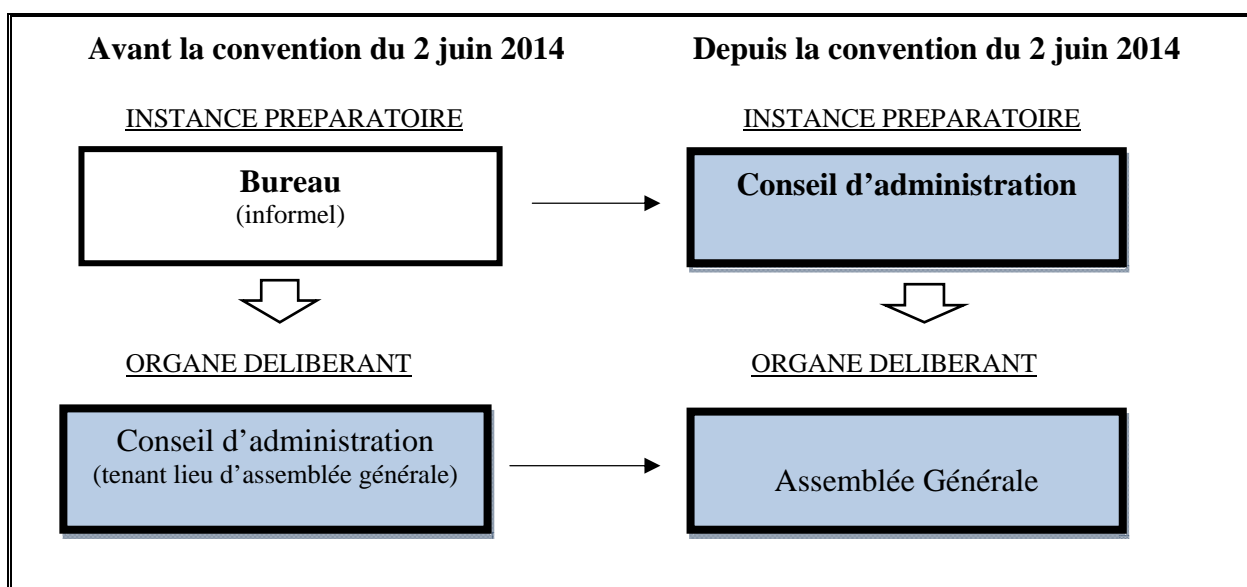 Avant la convention du 2 juin 2014
Depuis la convention du 2 juin 2014
INSTANCE PREPARATOIRE
INSTANCE PREPARATOIRE
Bureau
(informel)
Conseil d’administration
ORGANE DELIBERANT
ORGANE DELIBERANT
Conseil d’administration
(tenant lieu d’assemblée générale)
Assemblée Générale